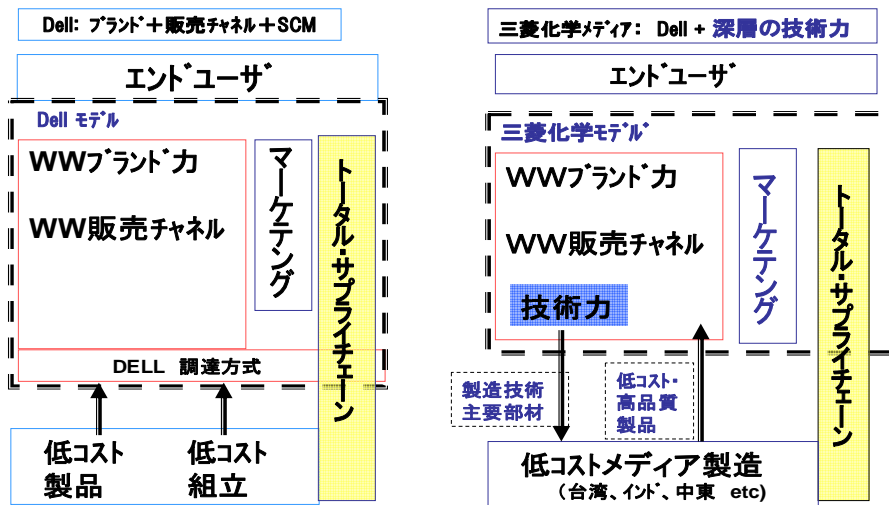 Dell: ブランド+販売チャネル+SCM
エンドユーザ
Dell モデル
WWブランド力
WW販売チャネル
マーケテング
トータル・サプライチェーン
DELL 調達方式
低コスト
製品
低コスト
組立
三菱化学メディア: Dell + 深層の技術力
エンドユーザ
三菱化学モデル
WWブランド力
WW販売チャネル
技術力
マーケテング
トータル・サプライチェーン
製造技術
主要部材
低コスト・
高品質
製品
低コストメディア製造
(台湾、インド、中東 etc)